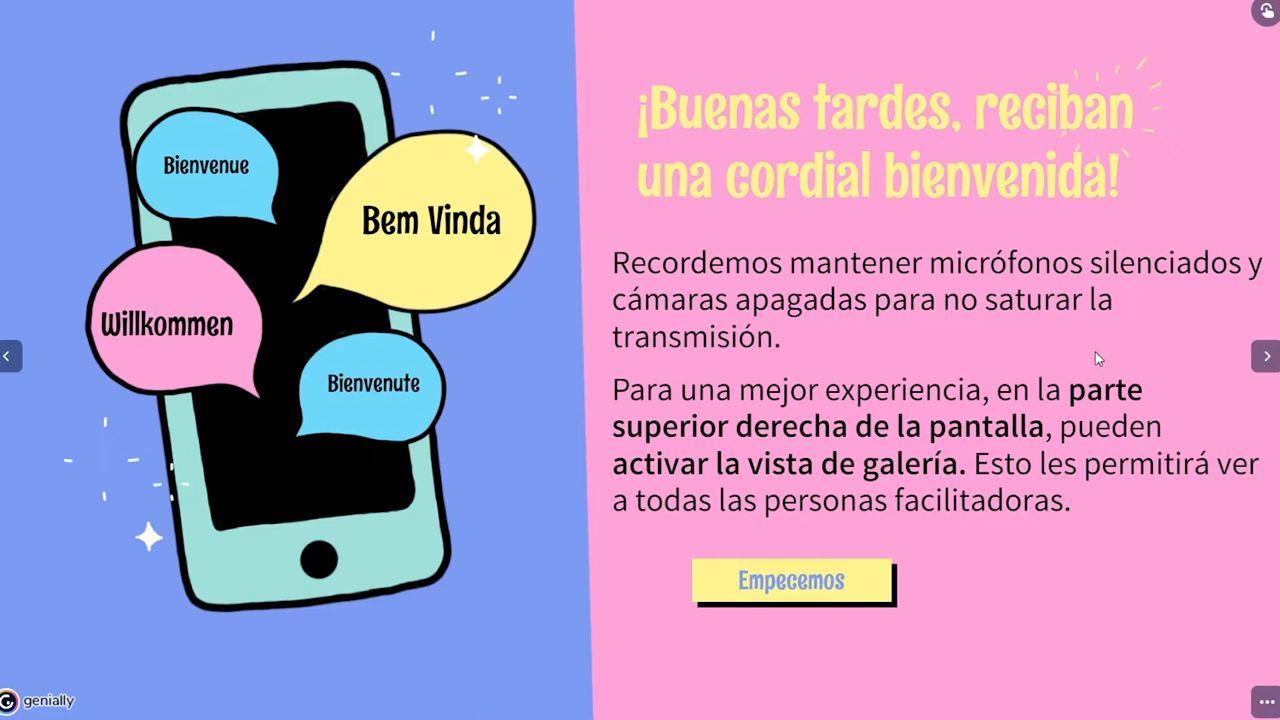 Bienvenue
Bem Vinda
Willkommen
Bienvenute
¡Buenas tardes, reciban
una cordial bienvenida!
Recordemos mantener micrófonos silenciados y
cámaras apagadas para no saturar la
transmisión.
Para una mejor experiencia, en la parte
superior derecha de la pantalla, pueden
activar la vista de galería. Esto les permitirá ver
a todas las personas facilitadoras.
Empecemos
genially